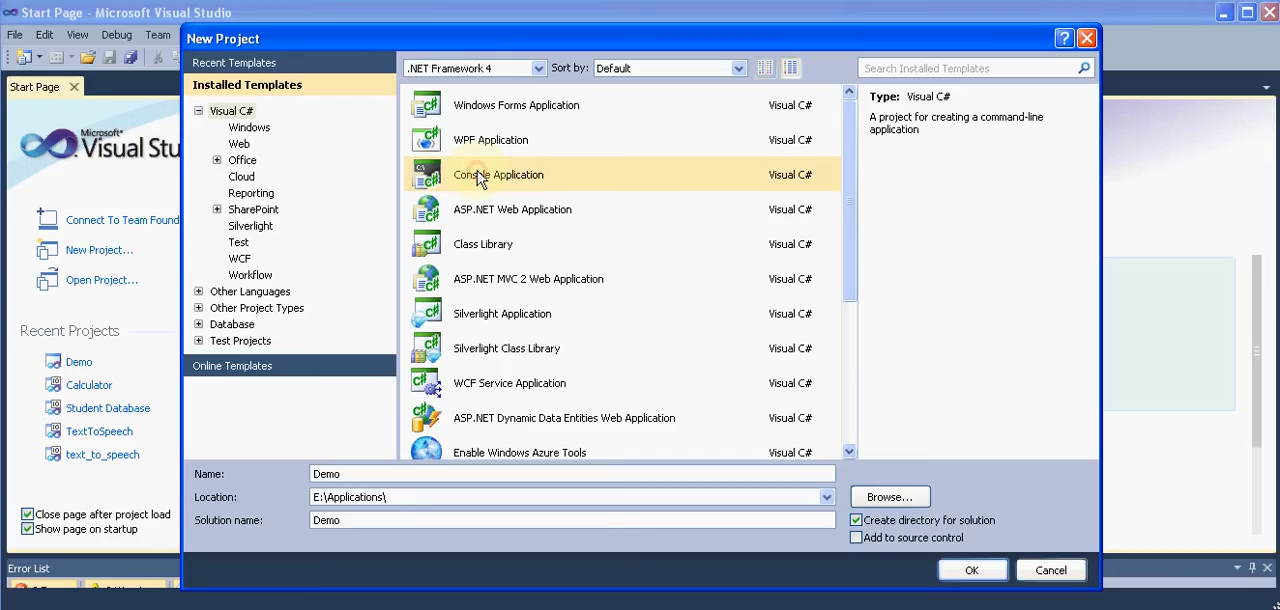 Start Page - Microsoft Visual Studio
File Edit View Debug Team
New Project
Start Page
Microsoft®
Visual Stu
Connect To Team Found
New Project...
Open Project...
Recent Projects
Demo
Calculator
Student Database
TextToSpeech
text_to_speech
Close page after project load
Show page on startup
Error List
Recent Templates
Installed Templates
Visual C#
Windows
Web
Office
Cloud
Reporting
SharePoint
Silverlight
Test
WCF
Workflow
Other Languages
Other Project Types
Database
Test Projects
Online Templates
.NET Framework 4 Sort by: Default
Search Installed Templates
Windows Forms Application Visual C#
WPF Application Visual C#
Console Application Visual C#
ASP.NET Web Application Visual C#
Class Library Visual C#
ASP.NET MVC 2 Web Application Visual C#
Silverlight Application Visual C#
Silverlight Class Library Visual C#
WCF Service Application Visual C#
ASP.NET Dynamic Data Entities Web Application Visual C#
Enable Windows Azure Tools Visual C#
Type: Visual C#
A project for creating a command-line
application
Name: Demo
Location: E:\Applications\ Browse...
Solution name: Demo
Create directory for solution
Add to source control
OK Cancel